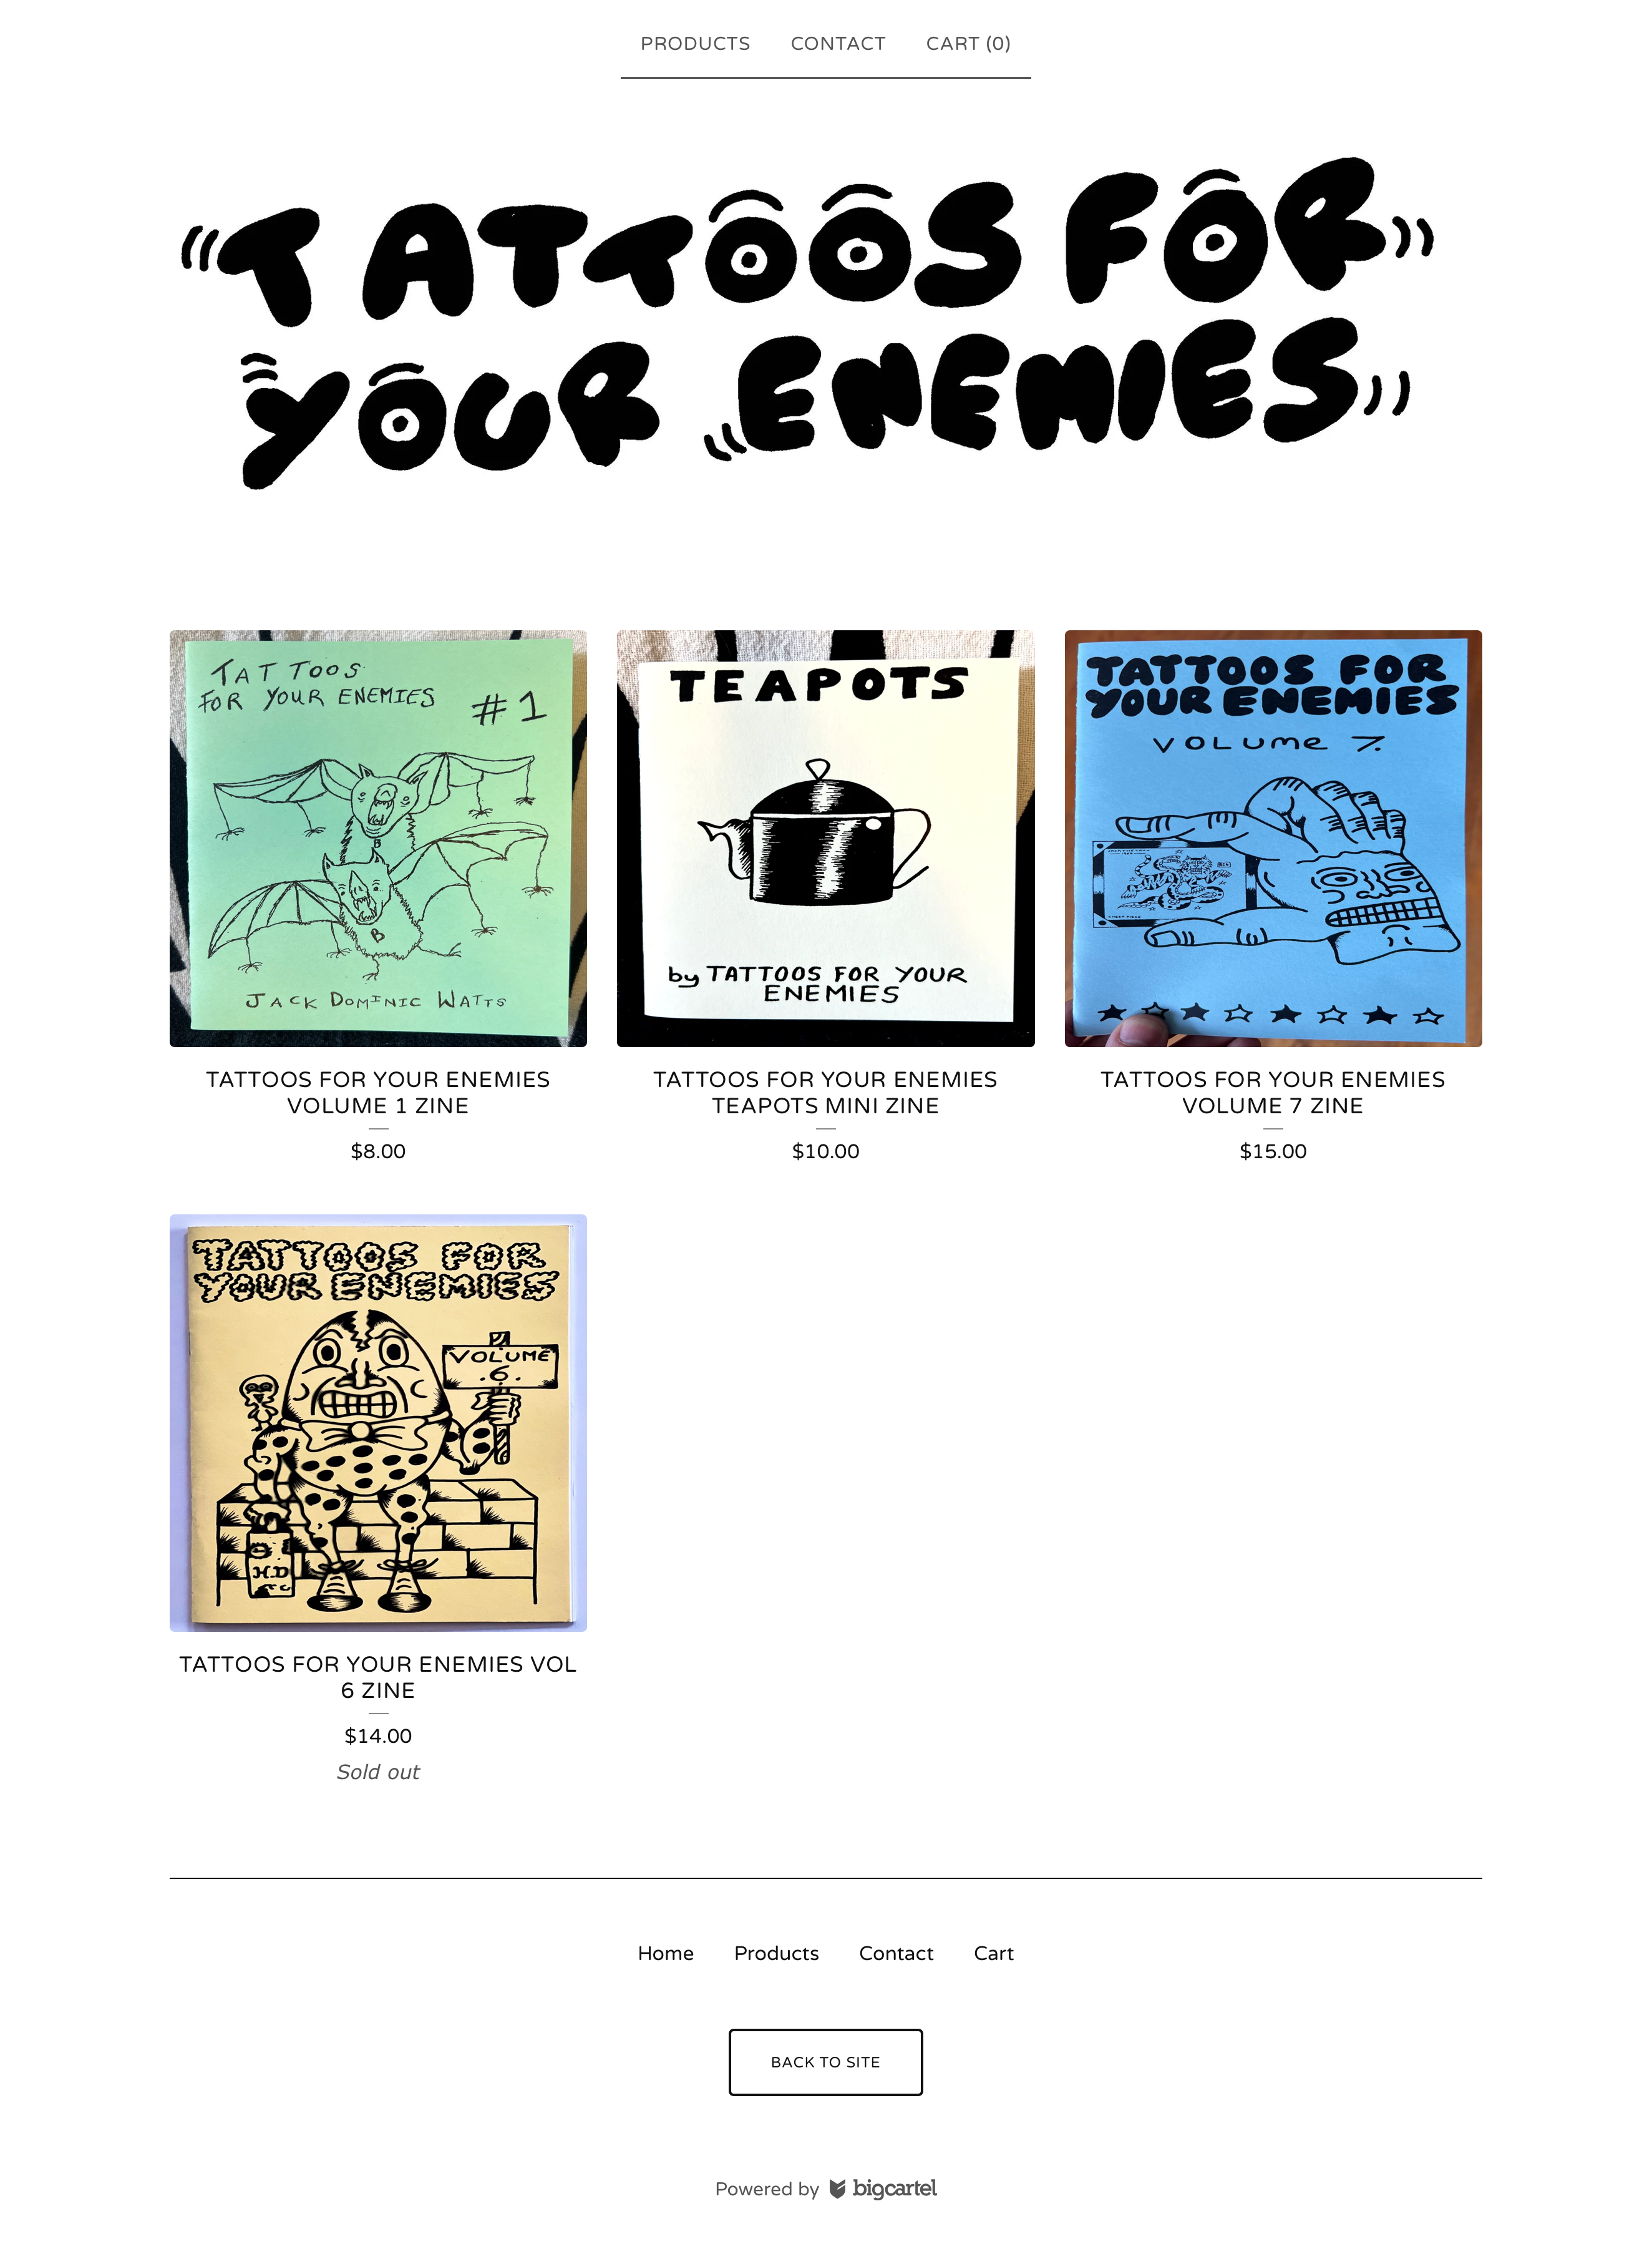 PRODUCTS CONTACT CART (0)
TATTOOS FOR
YOUR ENEMIES
TATTOOS
FOR YOUR ENEMIES
#1
B
B
JACK DOMINIC WATTS
TEAPOTS
by TATTOOS FOR YOUR
ENEMIES
TATTOOS FOR
YOUR ENEMIES
VOLUME 7.
TATTOOS FOR YOUR ENEMIES
VOLUME 1 ZINE
$8.00
TATTOOS FOR YOUR ENEMIES
TEAPOTS MINI ZINE
$10.00
TATTOOS FOR YOUR ENEMIES
VOLUME 7 ZINE
$15.00
TATTOOS FOR
YOUR ENEMIES
VOLUME
.6.
H.D
TATTOOS FOR YOUR ENEMIES VOL
6 ZINE
$14.00
Sold out
Home Products Contact Cart
BACK TO SITE
Powered by bigcartel